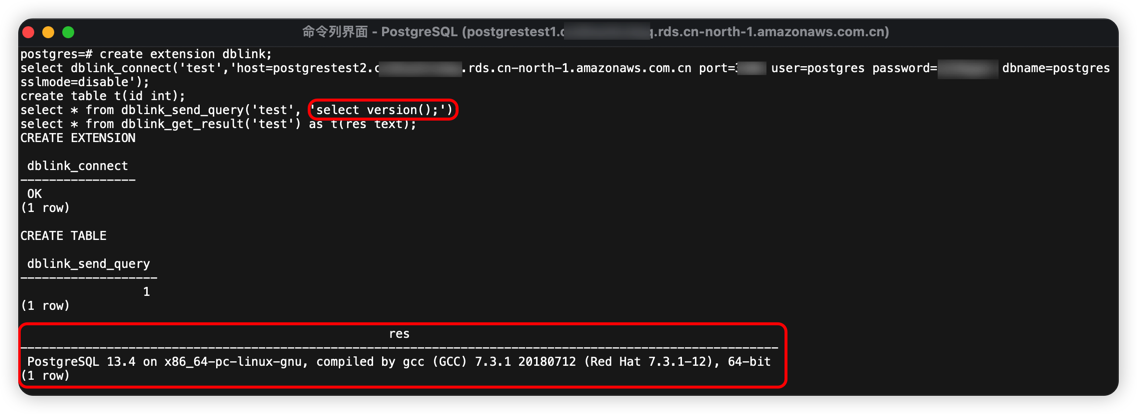 命令列界面 - PostgreSQL (postgrestest1.c q.rds.cn-north-1.amazonaws.com.cn)
postgres=# create extension dblink;
select dblink_connect('test','host=postgrestest2.c .rds.cn-north-1.amazonaws.com.cn port= user=postgres password= dbname=postgres
sslmode=disable');
create table t(id int);
select * from dblink_send_query('test', 'select version();')
select * from dblink_get_result('test') as t(res text);
CREATE EXTENSION
dblink_connect
----------------
OK
(1 row)
CREATE TABLE
dblink_send_query
-------------------
1
(1 row)
res
---------------------------------------------------------------------------------------------------------
PostgreSQL 13.4 on x86_64-pc-linux-gnu, compiled by gcc (GCC) 7.3.1 20180712 (Red Hat 7.3.1-12), 64-bit
(1 row)